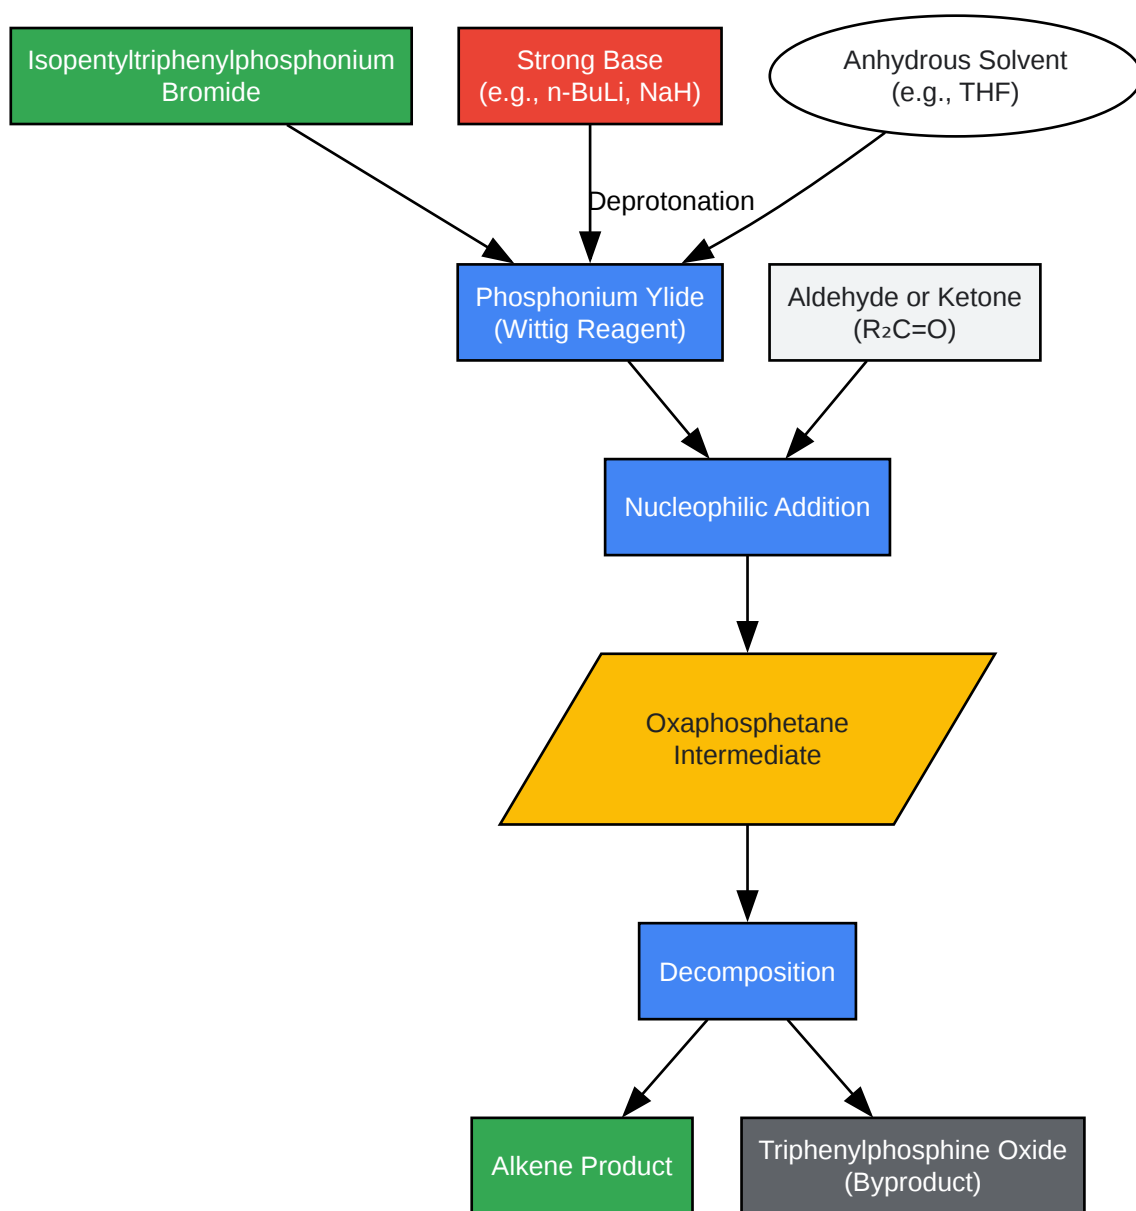 Isopentyltriphenylphosphonium
Bromide
Strong Base
(e.g., n-BuLi, NaH)
Anhydrous Solvent
(e.g., THF)
Deprotonation
Phosphonium Ylide
(Wittig Reagent)
Aldehyde or Ketone
(R₂C=O)
Nucleophilic Addition
Oxaphosphetane
Intermediate
Decomposition
Alkene Product
Triphenylphosphine Oxide
(Byproduct)